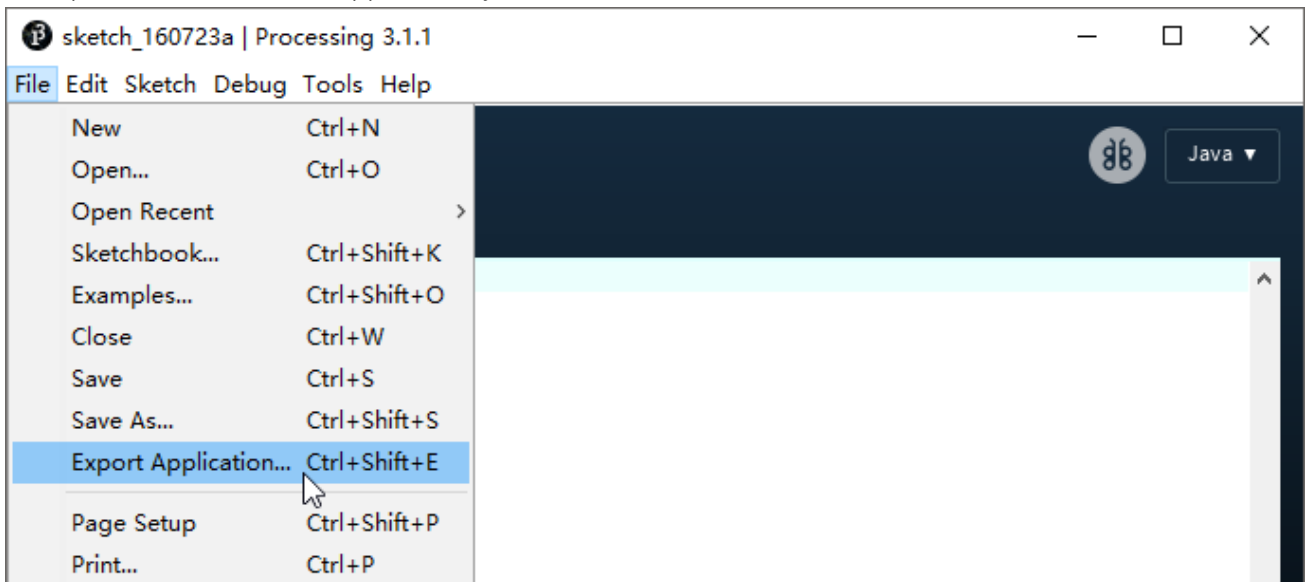 sketch_160723a | Processing 3.1.1
File Edit Sketch Debug Tools Help
Java
New Ctrl+N
Open... Ctrl+O
Open Recent
Sketchbook... Ctrl+Shift+K
Examples... Ctrl+Shift+O
Close Ctrl+W
Save Ctrl+S
Save As... Ctrl+Shift+S
Export Application... Ctrl+Shift+E
Page Setup Ctrl+Shift+P
Print... Ctrl+P